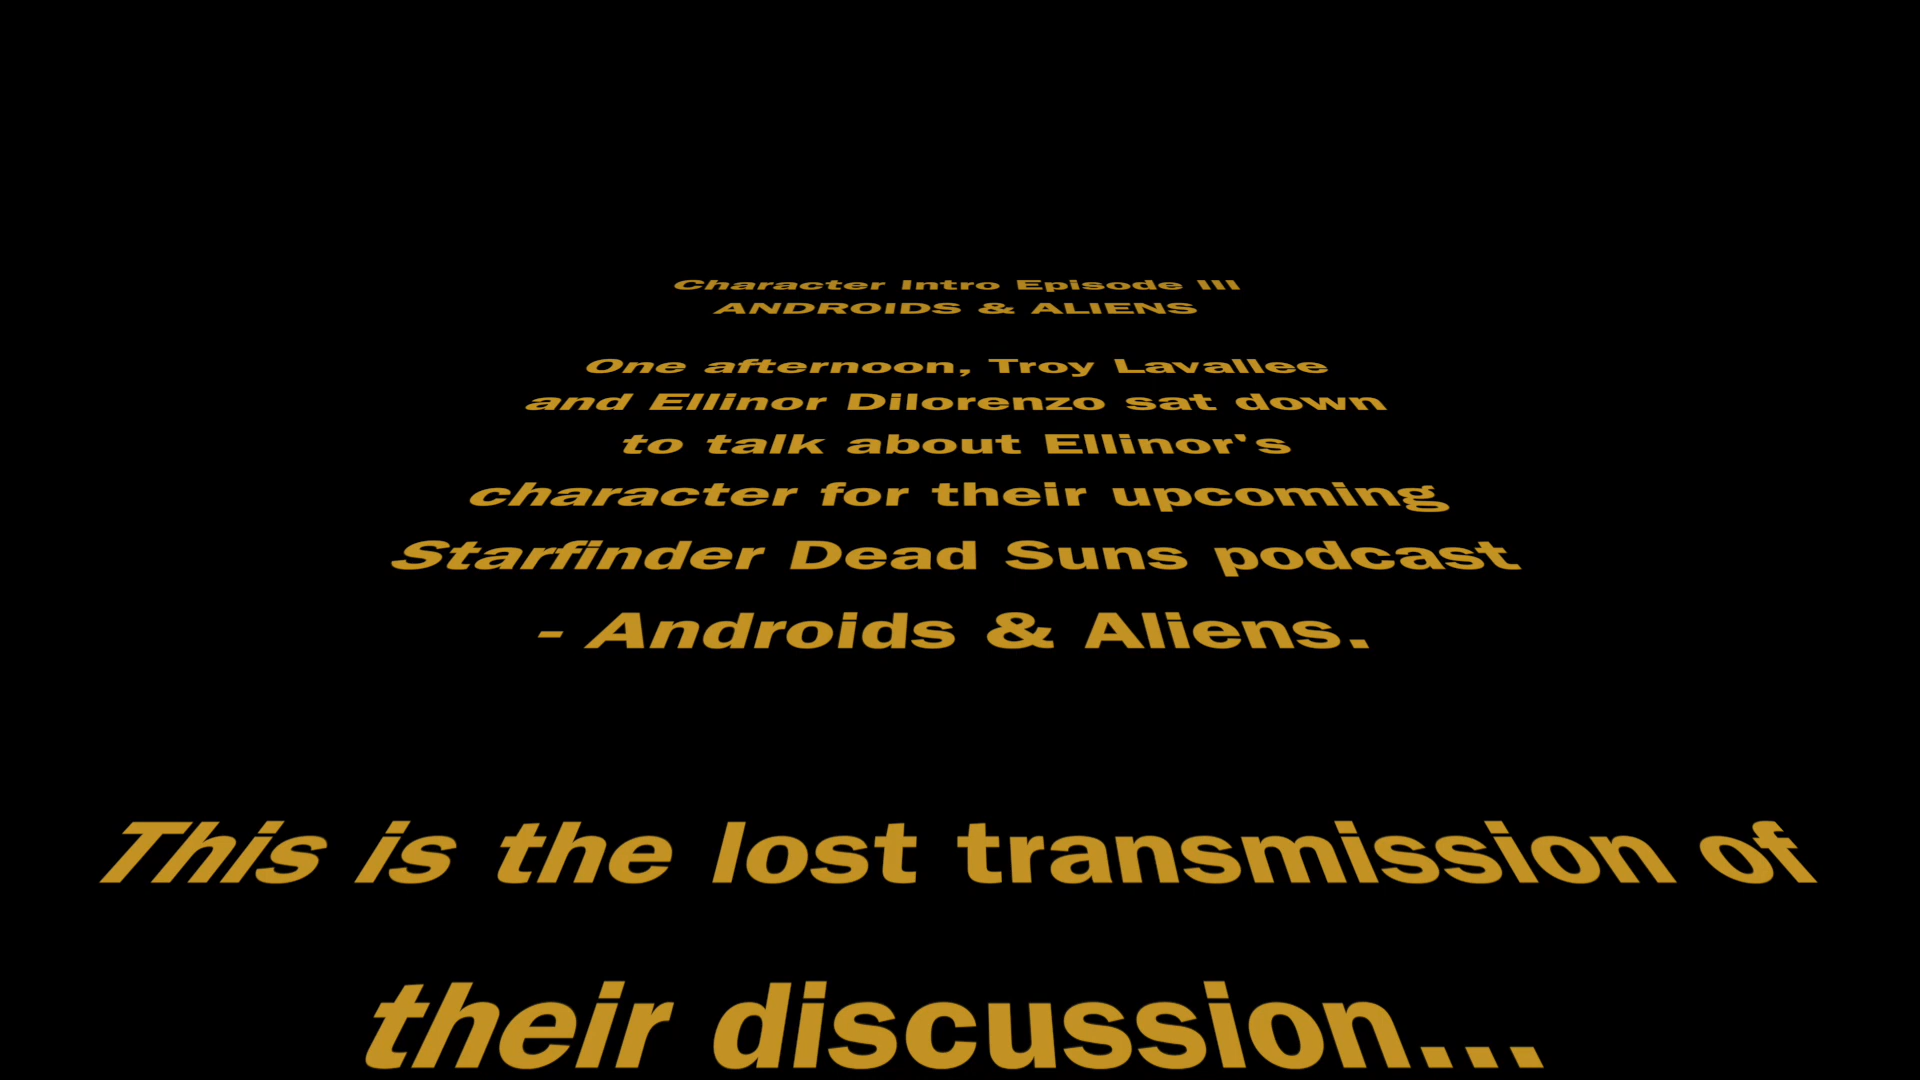 Character Intro Episode III
ANDROIDS & ALIENS
One afternoon, Troy Lavallee
and Ellinor Dilorenzo sat down
to talk about Ellinor's
character for their upcoming
Starfinder Dead Suns podcast
- Androids & Aliens.
This is the lost transmission of
their discussion...